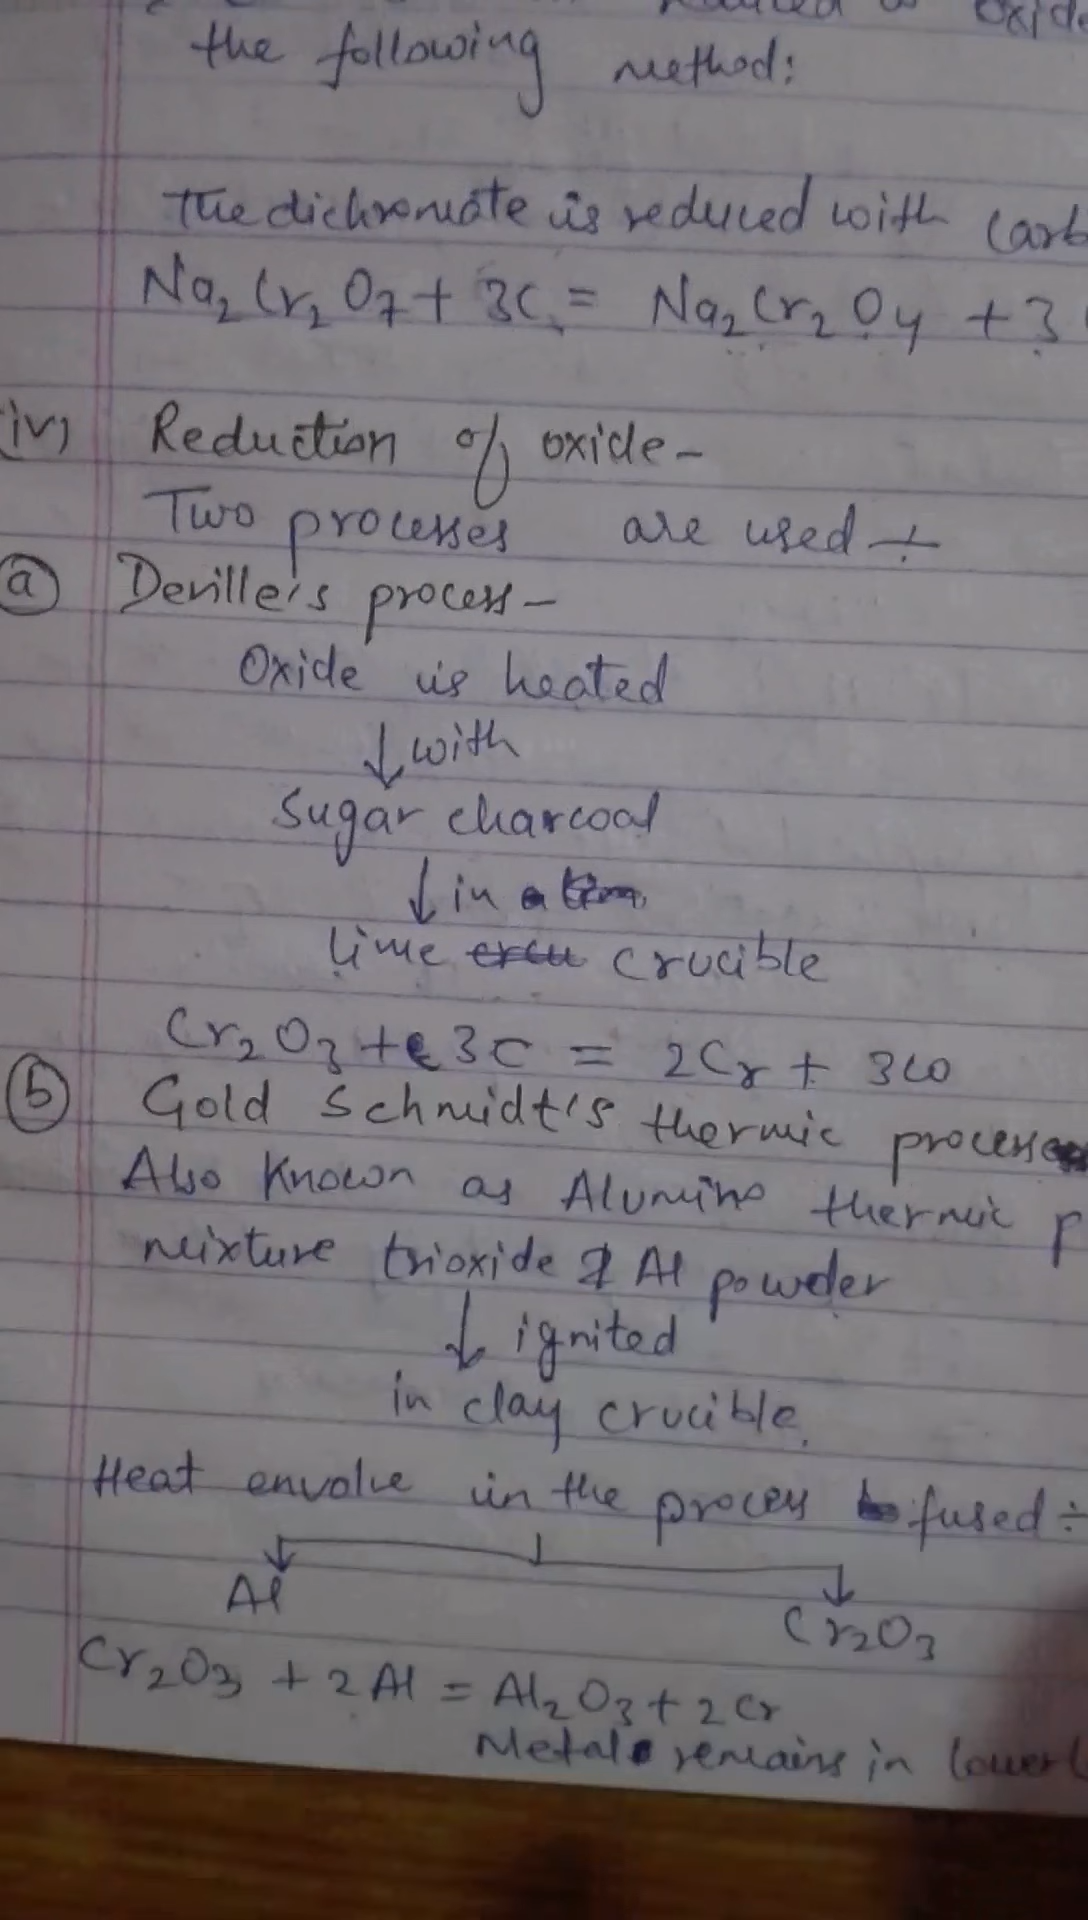 the following method:
The dichromate is reduced with Carb
Na₂Cr₂O₇ + 3C = Na₂Cr₂O₄ + 3
iv) Reduction of oxide -
Two processes are used ÷
(a) Deville's process -
Oxide is heated
↓ with
Sugar charcoal
↓ in a
lime crucible
Cr₂O₃ + 3C = 2Cr + 3CO
(b) Gold Schmidt's thermic process
Also Known as Alumino thermic p
mixture trioxide & Al powder
↓ ignited
in clay crucible.
Heat envolve in the process fused ÷
Al Cr₂O₃
Cr₂O₃ + 2Al = Al₂O₃ + 2Cr
Metal remains in lower